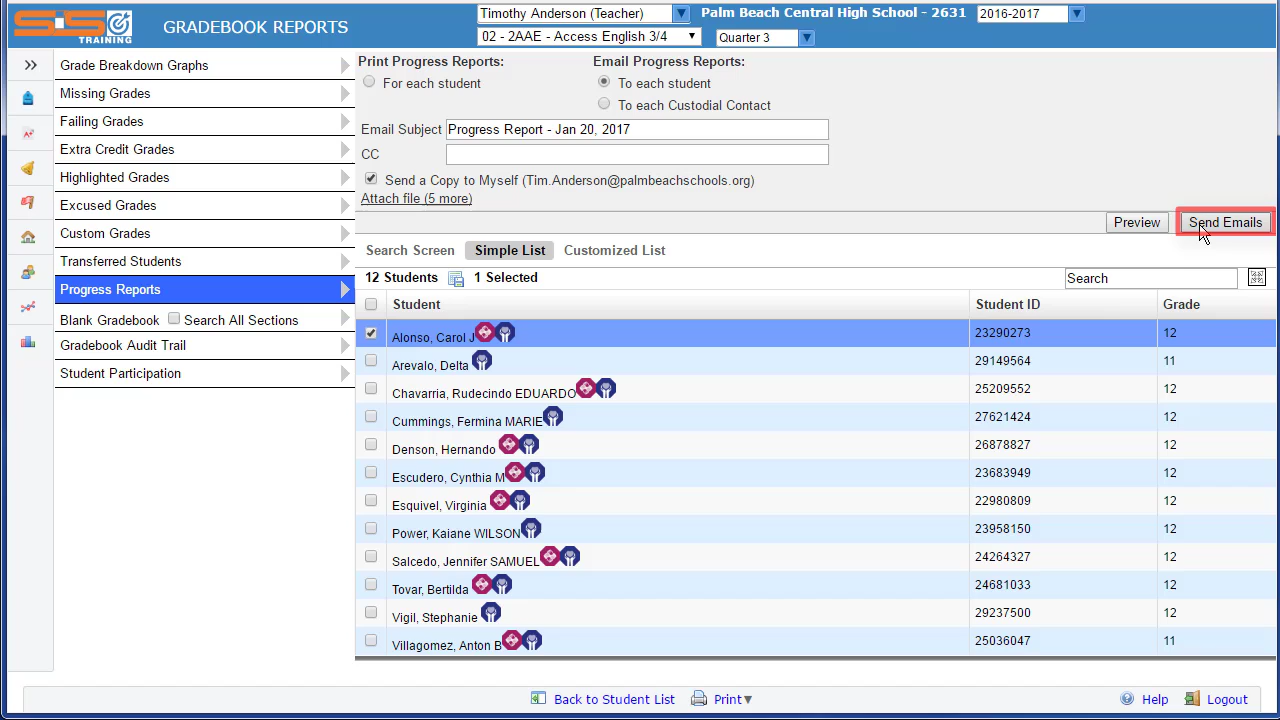 SIS
TRAINING
GRADEBOOK REPORTS
Timothy Anderson (Teacher)
Palm Beach Central High School - 2631
2016-2017
02 - 2AAE - Access English 3/4
Quarter 3
Grade Breakdown Graphs
Missing Grades
Failing Grades
Extra Credit Grades
Highlighted Grades
Excused Grades
Custom Grades
Transferred Students
Progress Reports
Blank Gradebook Search All Sections
Gradebook Audit Trail
Student Participation
Print Progress Reports:
For each student
Email Progress Reports:
To each student
To each Custodial Contact
Email Subject Progress Report - Jan 20, 2017
CC
Send a Copy to Myself (Tim.Anderson@palmbeachschools.org)
Attach file (5 more)
Preview
Send Emails
Search Screen Simple List Customized List
12 Students 1 Selected
Search
Student Student ID Grade
Alonso, Carol J 23290273 12
Arevalo, Delta 29149564 11
Chavarria, Rudecindo EDUARDO 25209552 12
Cummings, Fermina MARIE 27621424 12
Denson, Hernando 26878827 12
Escudero, Cynthia M 23683949 12
Esquivel, Virginia 22980809 12
Power, Kaiane WILSON 23958150 12
Salcedo, Jennifer SAMUEL 24264327 12
Tovar, Bertilda 24681033 12
Vigil, Stephanie 29237500 12
Villagomez, Anton B 25036047 11
Back to Student List Print Help Logout